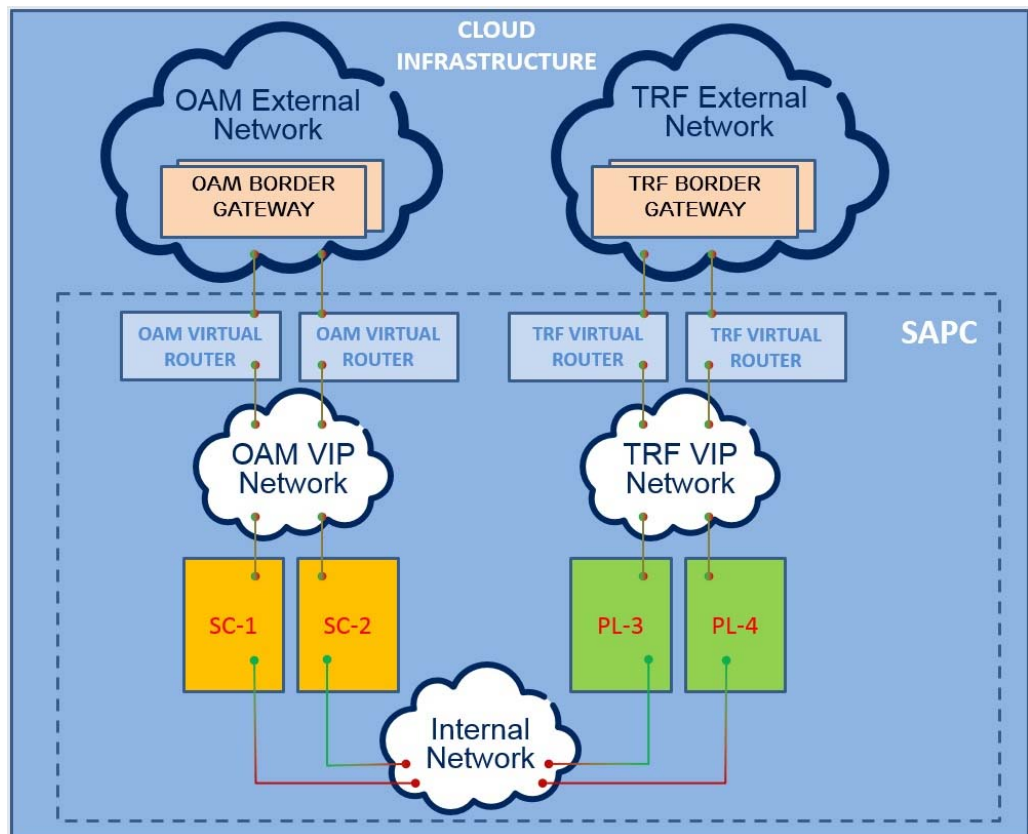 CLOUD
INFRASTRUCTURE
OAM External
Network
OAM BORDER
GATEWAY
TRF External
Network
TRF BORDER
GATEWAY
SAPC
OAM VIRTUAL
ROUTER
OAM VIRTUAL
ROUTER
TRF VIRTUAL
ROUTER
TRF VIRTUAL
ROUTER
OAM VIP
Network
TRF VIP
Network
SC-1
SC-2
PL-3
PL-4
Internal
Network